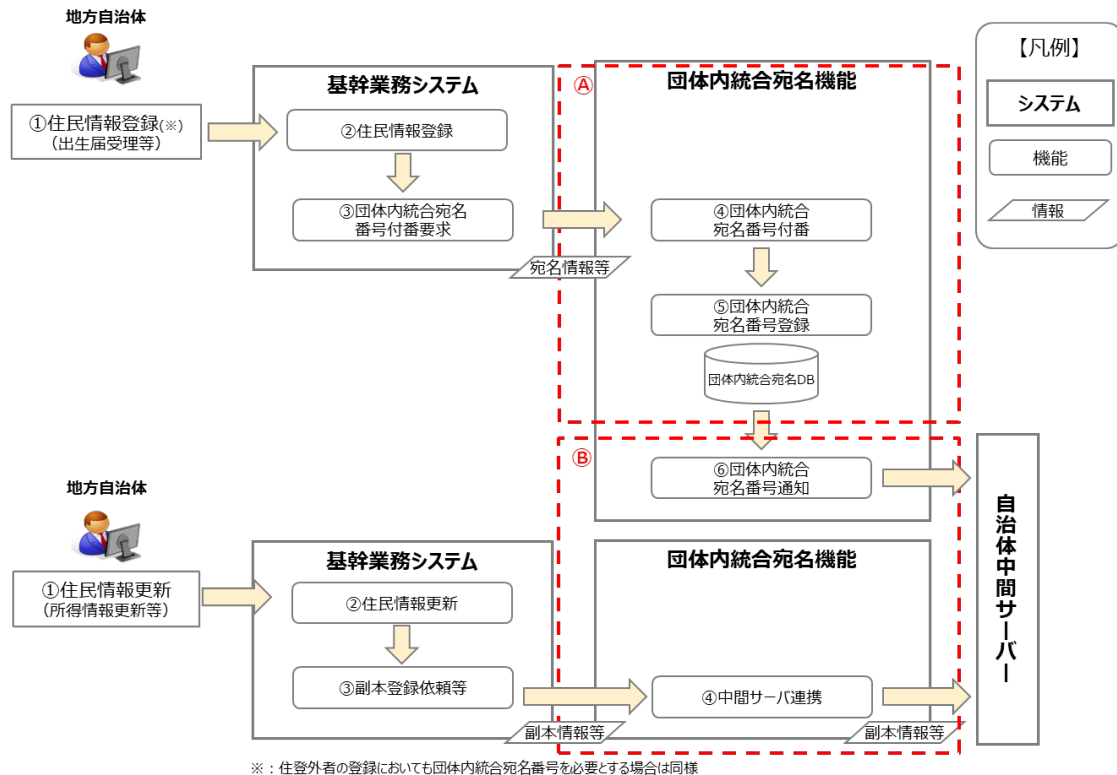 地方自治体
①住民情報登録(※)
（出生届受理等）
基幹業務システム
②住民情報登録
③団体内統合宛名
番号付番要求
宛名情報等
Ⓐ
団体内統合宛名機能
④団体内統合
宛名番号付番
⑤団体内統合
宛名番号登録
団体内統合宛名DB
Ⓑ
⑥団体内統合
宛名番号通知
【凡例】
システム
機能
情報
自治体中間サーバー
地方自治体
①住民情報更新
（所得情報更新等）
基幹業務システム
②住民情報更新
③副本登録依頼等
副本情報等
団体内統合宛名機能
④中間サーバ連携
副本情報等
※：住登外者の登録においても団体内統合宛名番号を必要とする場合は同様